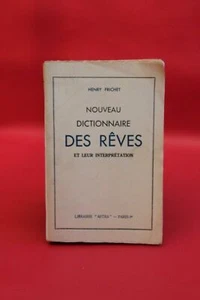 HENRY FRICHET
NOUVEAU
DICTIONNAIRE
DES RÊVES
ET LEUR INTERPRÉTATION
LIBRAIRIE "ASTRA" — PARIS